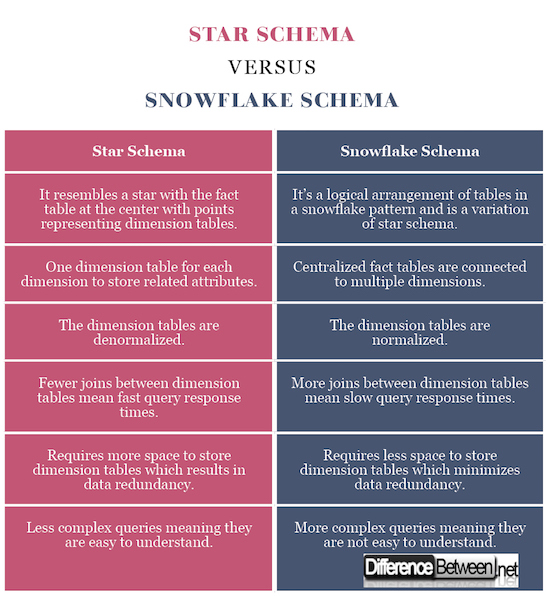 STAR SCHEMA
VERSUS
SNOWFLAKE SCHEMA
Star Schema
Snowflake Schema
It resembles a star with the fact
table at the center with points
representing dimension tables.
It's a logical arrangement of tables in
a snowflake pattern and is a variation
of star schema.
One dimension table for each
dimension to store related attributes.
Centralized fact tables are connected
to multiple dimensions.
The dimension tables are
denormalized.
The dimension tables are
normalized.
Fewer joins between dimension
tables mean fast query response
times.
More joins between dimension tables
mean slow query response times.
Requires more space to store
dimension tables which results in
data redundancy.
Requires less space to store
dimension tables which minimizes
data redundancy.
Less complex queries meaning they
are easy to understand.
More complex queries meaning they
are not easy to understand.
DifferenceBetween.net